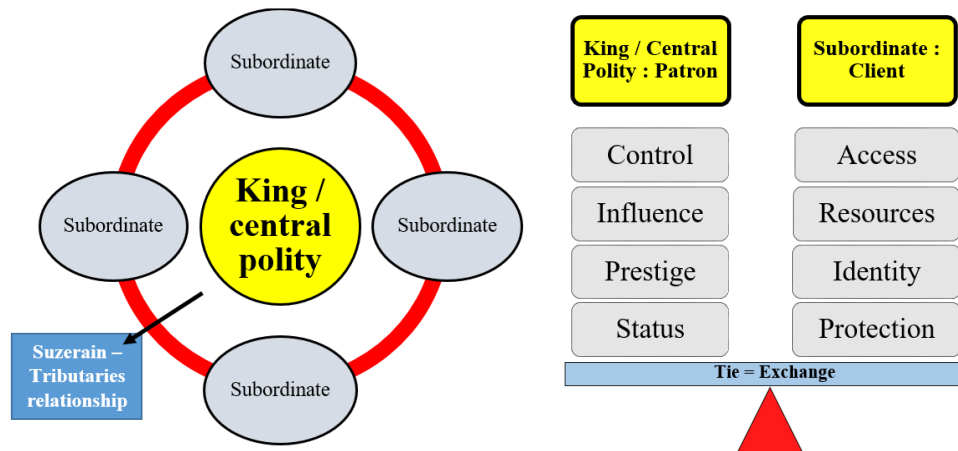 Subordinate
Subordinate
King /
central
polity
Subordinate
Subordinate
Suzerain –
Tributaries
relationship
King / Central
Polity : Patron
Subordinate :
Client
Control
Access
Influence
Resources
Prestige
Identity
Status
Protection
Tie = Exchange